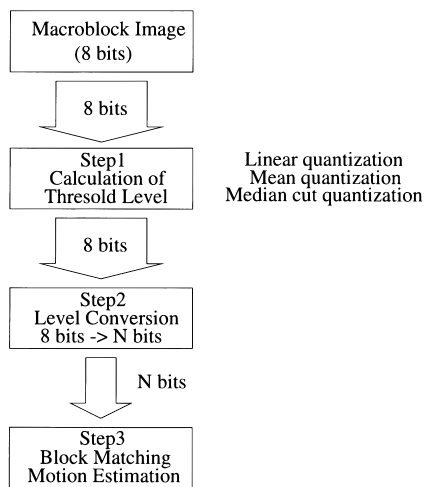 Macroblock Image
(8 bits)
8 bits
Step1
Calculation of
Thresold Level
Linear quantization
Mean quantization
Median cut quantization
8 bits
Step2
Level Conversion
8 bits -> N bits
N bits
Step3
Block Matching
Motion Estimation